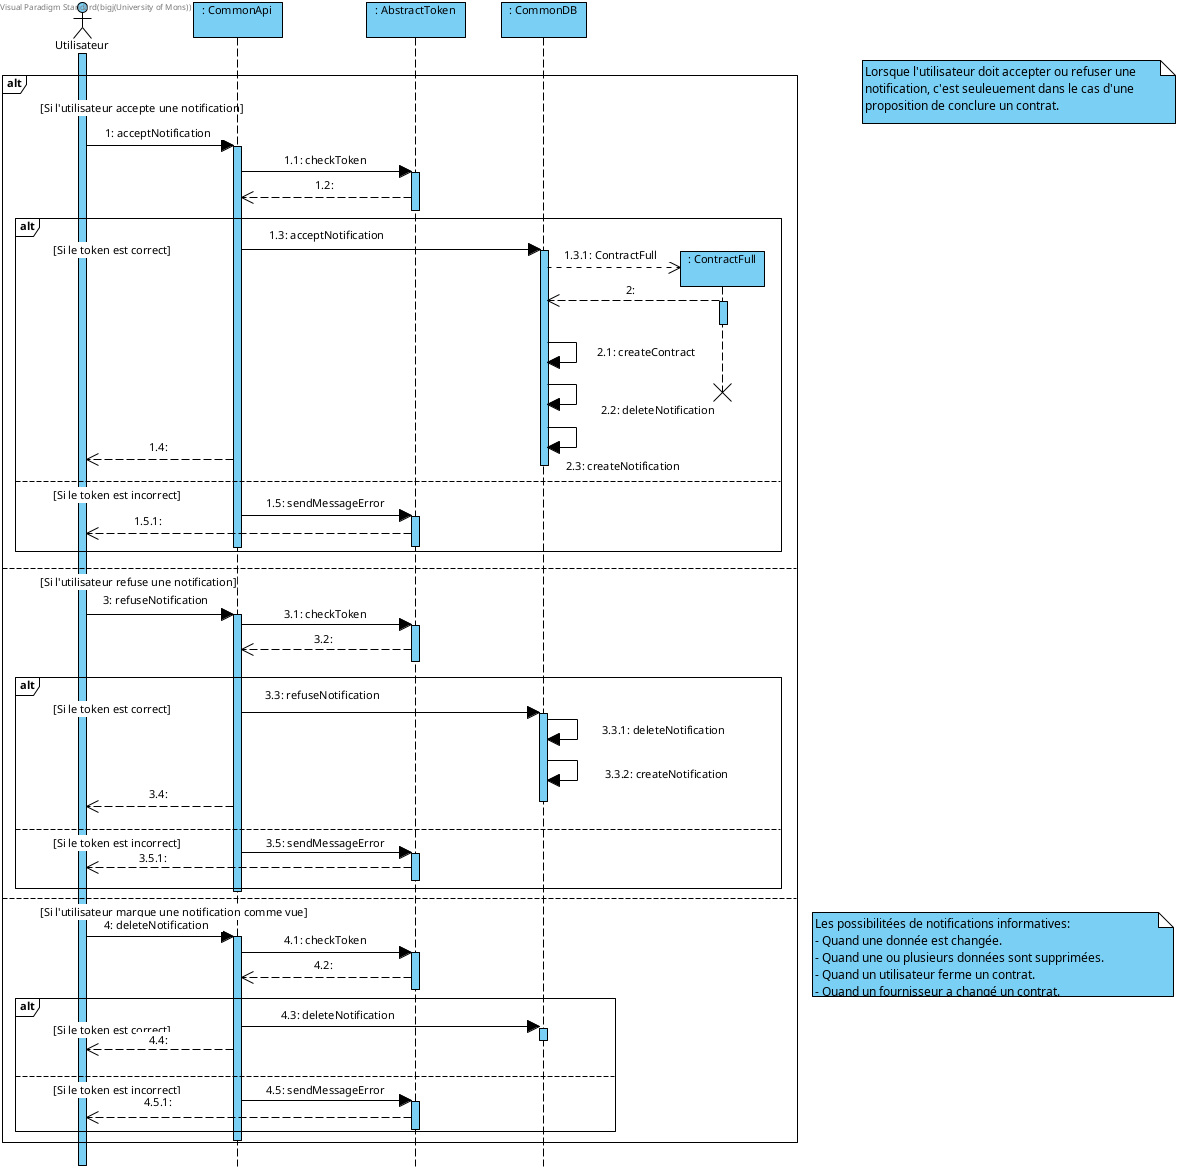 Visual Paradigm Standard(bigj(University of Mons))
: CommonApi
: AbstractToken
: CommonDB
Utilisateur
Lorsque l'utilisateur doit accepter ou refuser une
notification, c'est seuleuement dans le cas d'une
proposition de conclure un contrat.
alt
[Si l'utilisateur accepte une notification]
1: acceptNotification
1.1: checkToken
1.2:
alt
1.3: acceptNotification
[Si le token est correct]
1.3.1: ContractFull
: ContractFull
2:
2.1: createContract
2.2: deleteNotification
1.4:
2.3: createNotification
[Si le token est incorrect]
1.5: sendMessageError
1.5.1:
[Si l'utilisateur refuse une notification]
3: refuseNotification
3.1: checkToken
3.2:
alt
3.3: refuseNotification
[Si le token est correct]
3.3.1: deleteNotification
3.3.2: createNotification
3.4:
[Si le token est incorrect]
3.5: sendMessageError
3.5.1:
[Si l'utilisateur marque une notification comme vue]
4: deleteNotification
4.1: checkToken
4.2:
Les possibilitées de notifications informatives:
- Quand une donnée est changée.
- Quand une ou plusieurs données sont supprimées.
- Quand un utilisateur ferme un contrat.
- Quand un fournisseur a changé un contrat.
alt
4.3: deleteNotification
[Si le token est correct]
4.4:
[Si le token est incorrect]
4.5: sendMessageError
4.5.1: